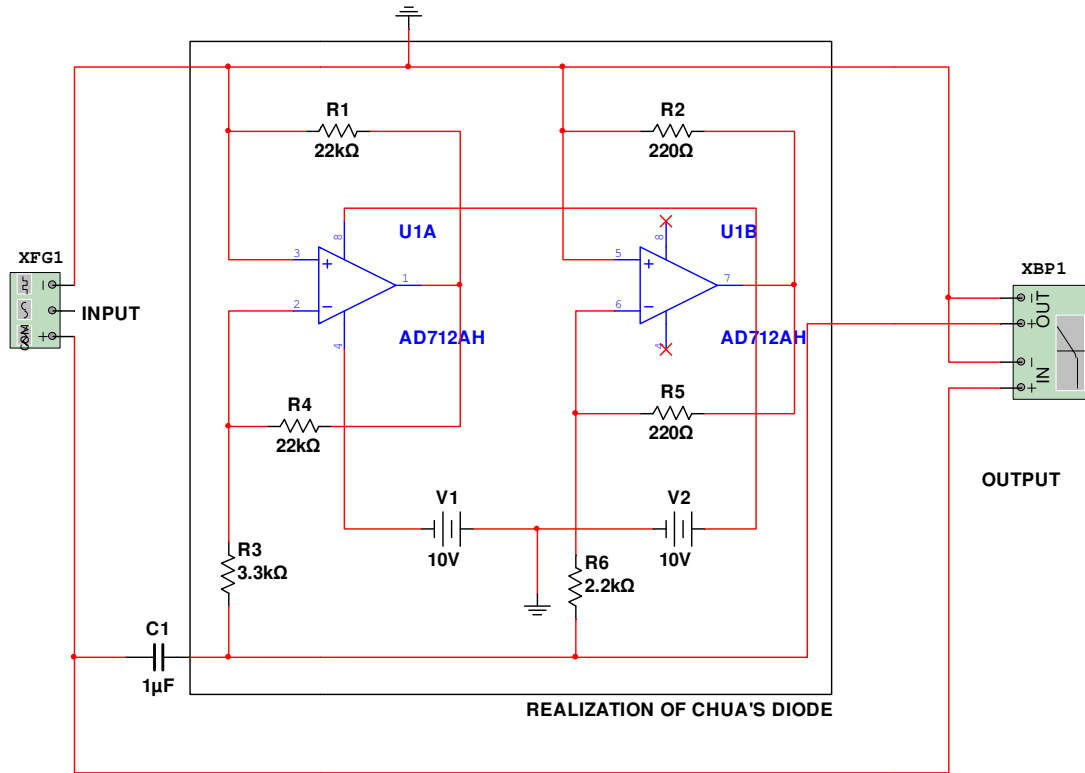 R1
22kΩ
R2
220Ω
U1A
U1B
8
8
3
1
2
4
5
7
6
4
AD712AH
AD712AH
XFG1
INPUT
COM
XBP1
OUT
IN
R4
22kΩ
R5
220Ω
OUTPUT
V1
10V
V2
10V
R3
3.3kΩ
R6
2.2kΩ
C1
1µF
REALIZATION OF CHUA'S DIODE